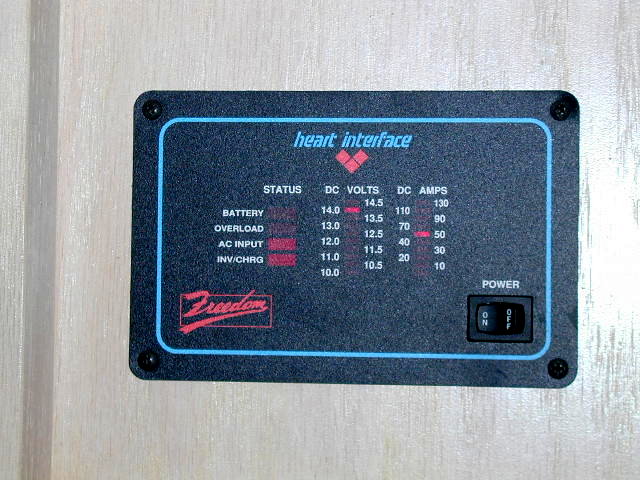 heart interface
STATUS DC VOLTS DC AMPS
14.5 130
14.0 110
BATTERY 13.5 90
13.0 70
OVERLOAD 12.5 50
AC INPUT 12.0 40
11.5 30
INV/CHRG 11.0 20
10.5 10
10.0
Freedom
POWER
ON OFF